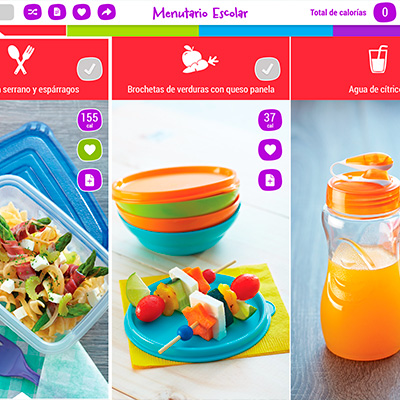 Menutario Escolar
Total de calorías
0
serrano y espárragos
155
cal
Brochetas de verduras con queso panela
37
cal
Agua de